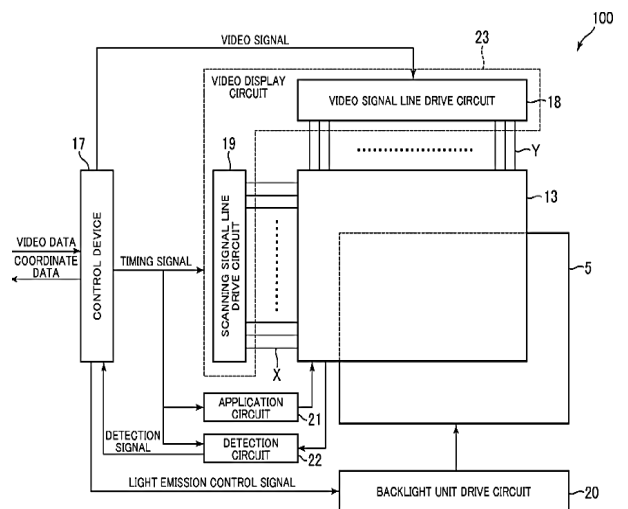 100
VIDEO SIGNAL
23
VIDEO DISPLAY
CIRCUIT
VIDEO SIGNAL LINE DRIVE CIRCUIT
18
17
19
Y
13
CONTROL DEVICE
SCANNING SIGNAL LINE
DRIVE CIRCUIT
VIDEO DATA
COORDINATE
DATA
TIMING SIGNAL
5
X
APPLICATION
CIRCUIT
21
DETECTION
SIGNAL
DETECTION
CIRCUIT
22
LIGHT EMISSION CONTROL SIGNAL
BACKLIGHT UNIT DRIVE CIRCUIT
20